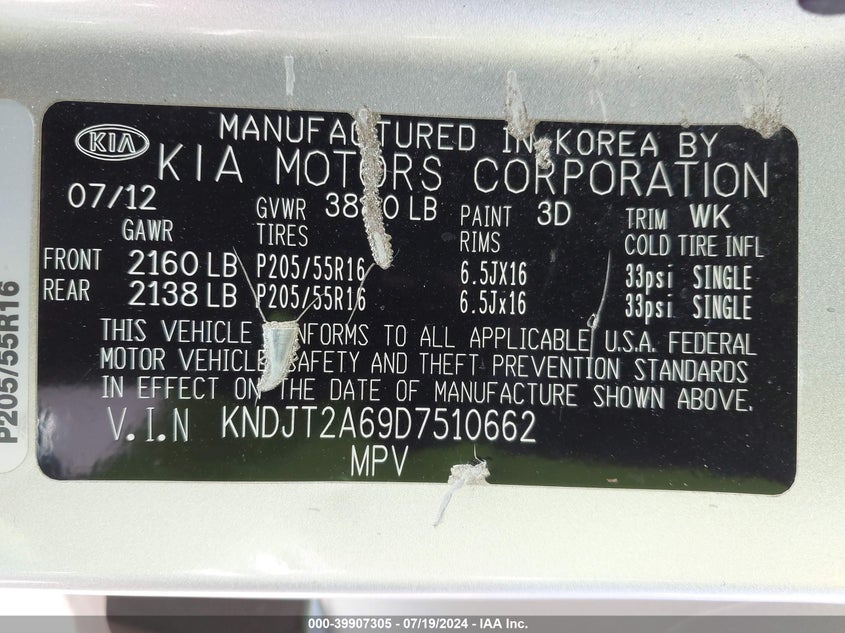 KIA
MANUFACTURED IN KOREA BY
KIA MOTORS CORPORATION
07/12 GVWR LB PAINT 3D TRIM WK
GAWR TIRES RIMS COLD TIRE INFL
FRONT 2160 LB P205/55R16 6.5JX16 33psi SINGLE
REAR 2138 LB P205/55R16 6.5Jx16 33psi SINGLE
THIS VEHICLE CONFORMS TO ALL APPLICABLE U.S.A. FEDERAL
MOTOR VEHICLE SAFETY AND THEFT PREVENTION STANDARDS
IN EFFECT ON THE DATE OF MANUFACTURE SHOWN ABOVE.
V.I.N KNDJT2A69D7510662
MPV
P205/55R16
000-39907305 - 07/19/2024 - IAA Inc.